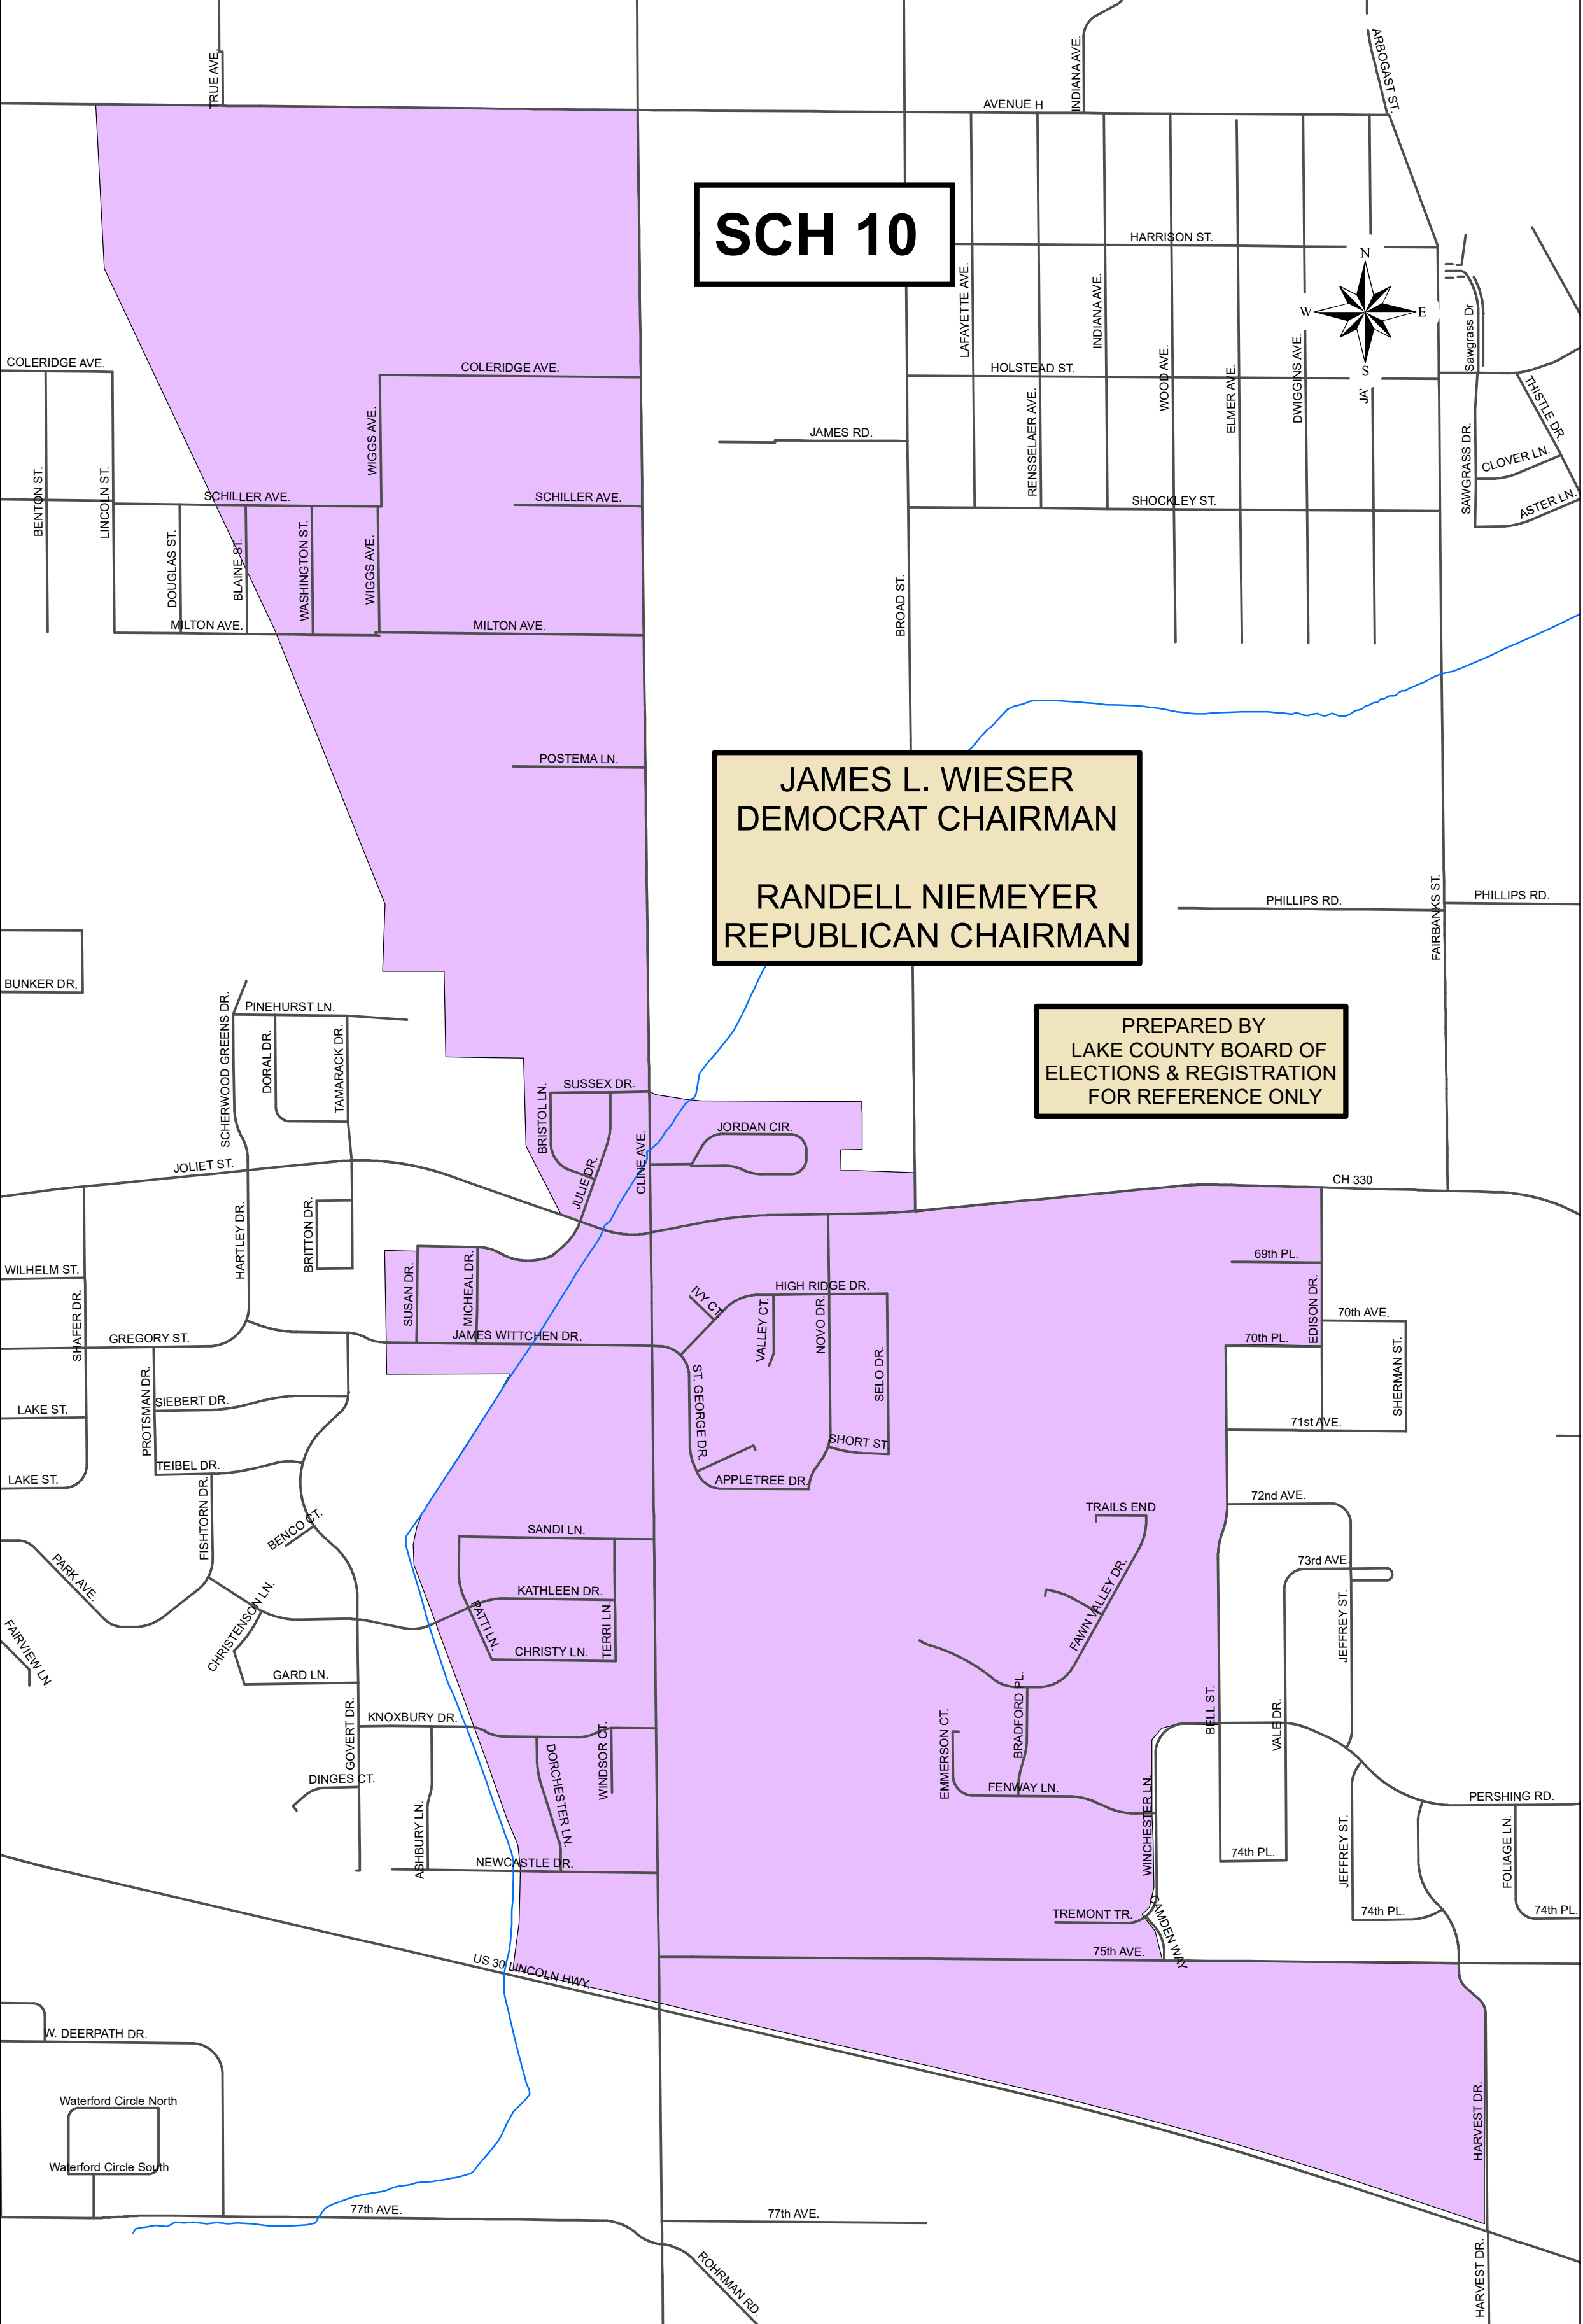 TRUE AVE.
INDIANA AVE.
ARBOGAST ST.
AVENUE H
SCH 10
HARRISON ST.
N
W
E
S
LAFAYETTE AVE.
INDIANA AVE.
Sawgrass Dr
COLERIDGE AVE.
COLERIDGE AVE.
HOLSTEAD ST.
WOOD AVE.
ELMER AVE.
DWIGGINS AVE.
JA
THISTLE DR.
WIGGS AVE.
JAMES RD.
RENSSELAER AVE.
SAWGRASS DR.
CLOVER LN.
ASTER LN.
BENTON ST.
LINCOLN ST.
SCHILLER AVE.
SCHILLER AVE.
SHOCKLEY ST.
DOUGLAS ST.
BLAINE ST.
WASHINGTON ST.
WIGGS AVE.
MILTON AVE.
MILTON AVE.
BROAD ST.
POSTEMA LN.
JAMES L. WIESER
DEMOCRAT CHAIRMAN
RANDELL NIEMEYER
REPUBLICAN CHAIRMAN
PHILLIPS RD.
PHILLIPS RD.
FAIRBANKS ST.
BUNKER DR.
SCHERWOOD GREENS DR.
PINEHURST LN.
DORAL DR.
TAMARACK DR.
PREPARED BY
LAKE COUNTY BOARD OF
ELECTIONS & REGISTRATION
FOR REFERENCE ONLY
SUSSEX DR.
BRISTOL LN.
JORDAN CIR.
JULIE DR.
CLINE AVE.
JOLIET ST.
CH 330
HARTLEY DR.
BRITTON DR.
WILHELM ST.
SHAFER DR.
SUSAN DR.
MICHEAL DR.
69th PL.
IVY CT.
HIGH RIDGE DR.
VALLEY CT.
NOVO DR.
EDISON DR.
70th AVE.
GREGORY ST.
JAMES WITTCHEN DR.
70th PL.
SELO DR.
SHERMAN ST.
PROTSMAN DR.
SIEBERT DR.
ST. GEORGE DR.
LAKE ST.
71st AVE.
SHORT ST.
LAKE ST.
TEIBEL DR.
APPLETREE DR.
FISHTORN DR.
72nd AVE.
TRAILS END
BENCO CT.
SANDI LN.
PARK AVE.
73rd AVE.
FAWN VALLEY DR.
KATHLEEN DR.
CHRISTENSON LN.
PATTI LN.
TERRI LN.
JEFFREY ST.
FAIRVIEW LN.
CHRISTY LN.
GARD LN.
BRADFORD PL.
BELL ST.
VALE DR.
GOVERT DR.
KNOXBURY DR.
WINDSOR CT.
EMMERSON CT.
DORCHESTER LN.
DINGES CT.
FENWAY LN.
PERSHING RD.
ASHBURY LN.
WINCHESTER LN.
74th PL.
JEFFREY ST.
FOLIAGE LN.
NEWCASTLE DR.
TREMONT TR.
CAMDEN WAY
74th PL.
74th PL.
75th AVE.
US 30 LINCOLN HWY.
W. DEERPATH DR.
Waterford Circle North
HARVEST DR.
Waterford Circle South
77th AVE.
77th AVE.
ROHRMAN RD.
HARVEST DR.